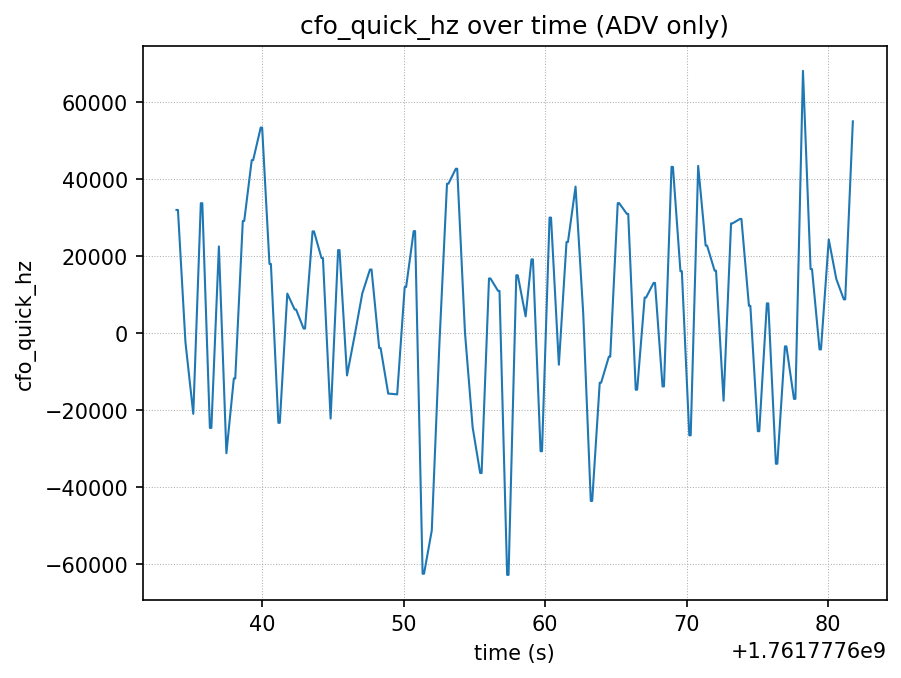 cfo_quick_hz over time (ADV only)
60000
40000
20000
0
−20000
−40000
−60000
cfo_quick_hz
40 50 60 70 80
time (s)
+1.7617776e9